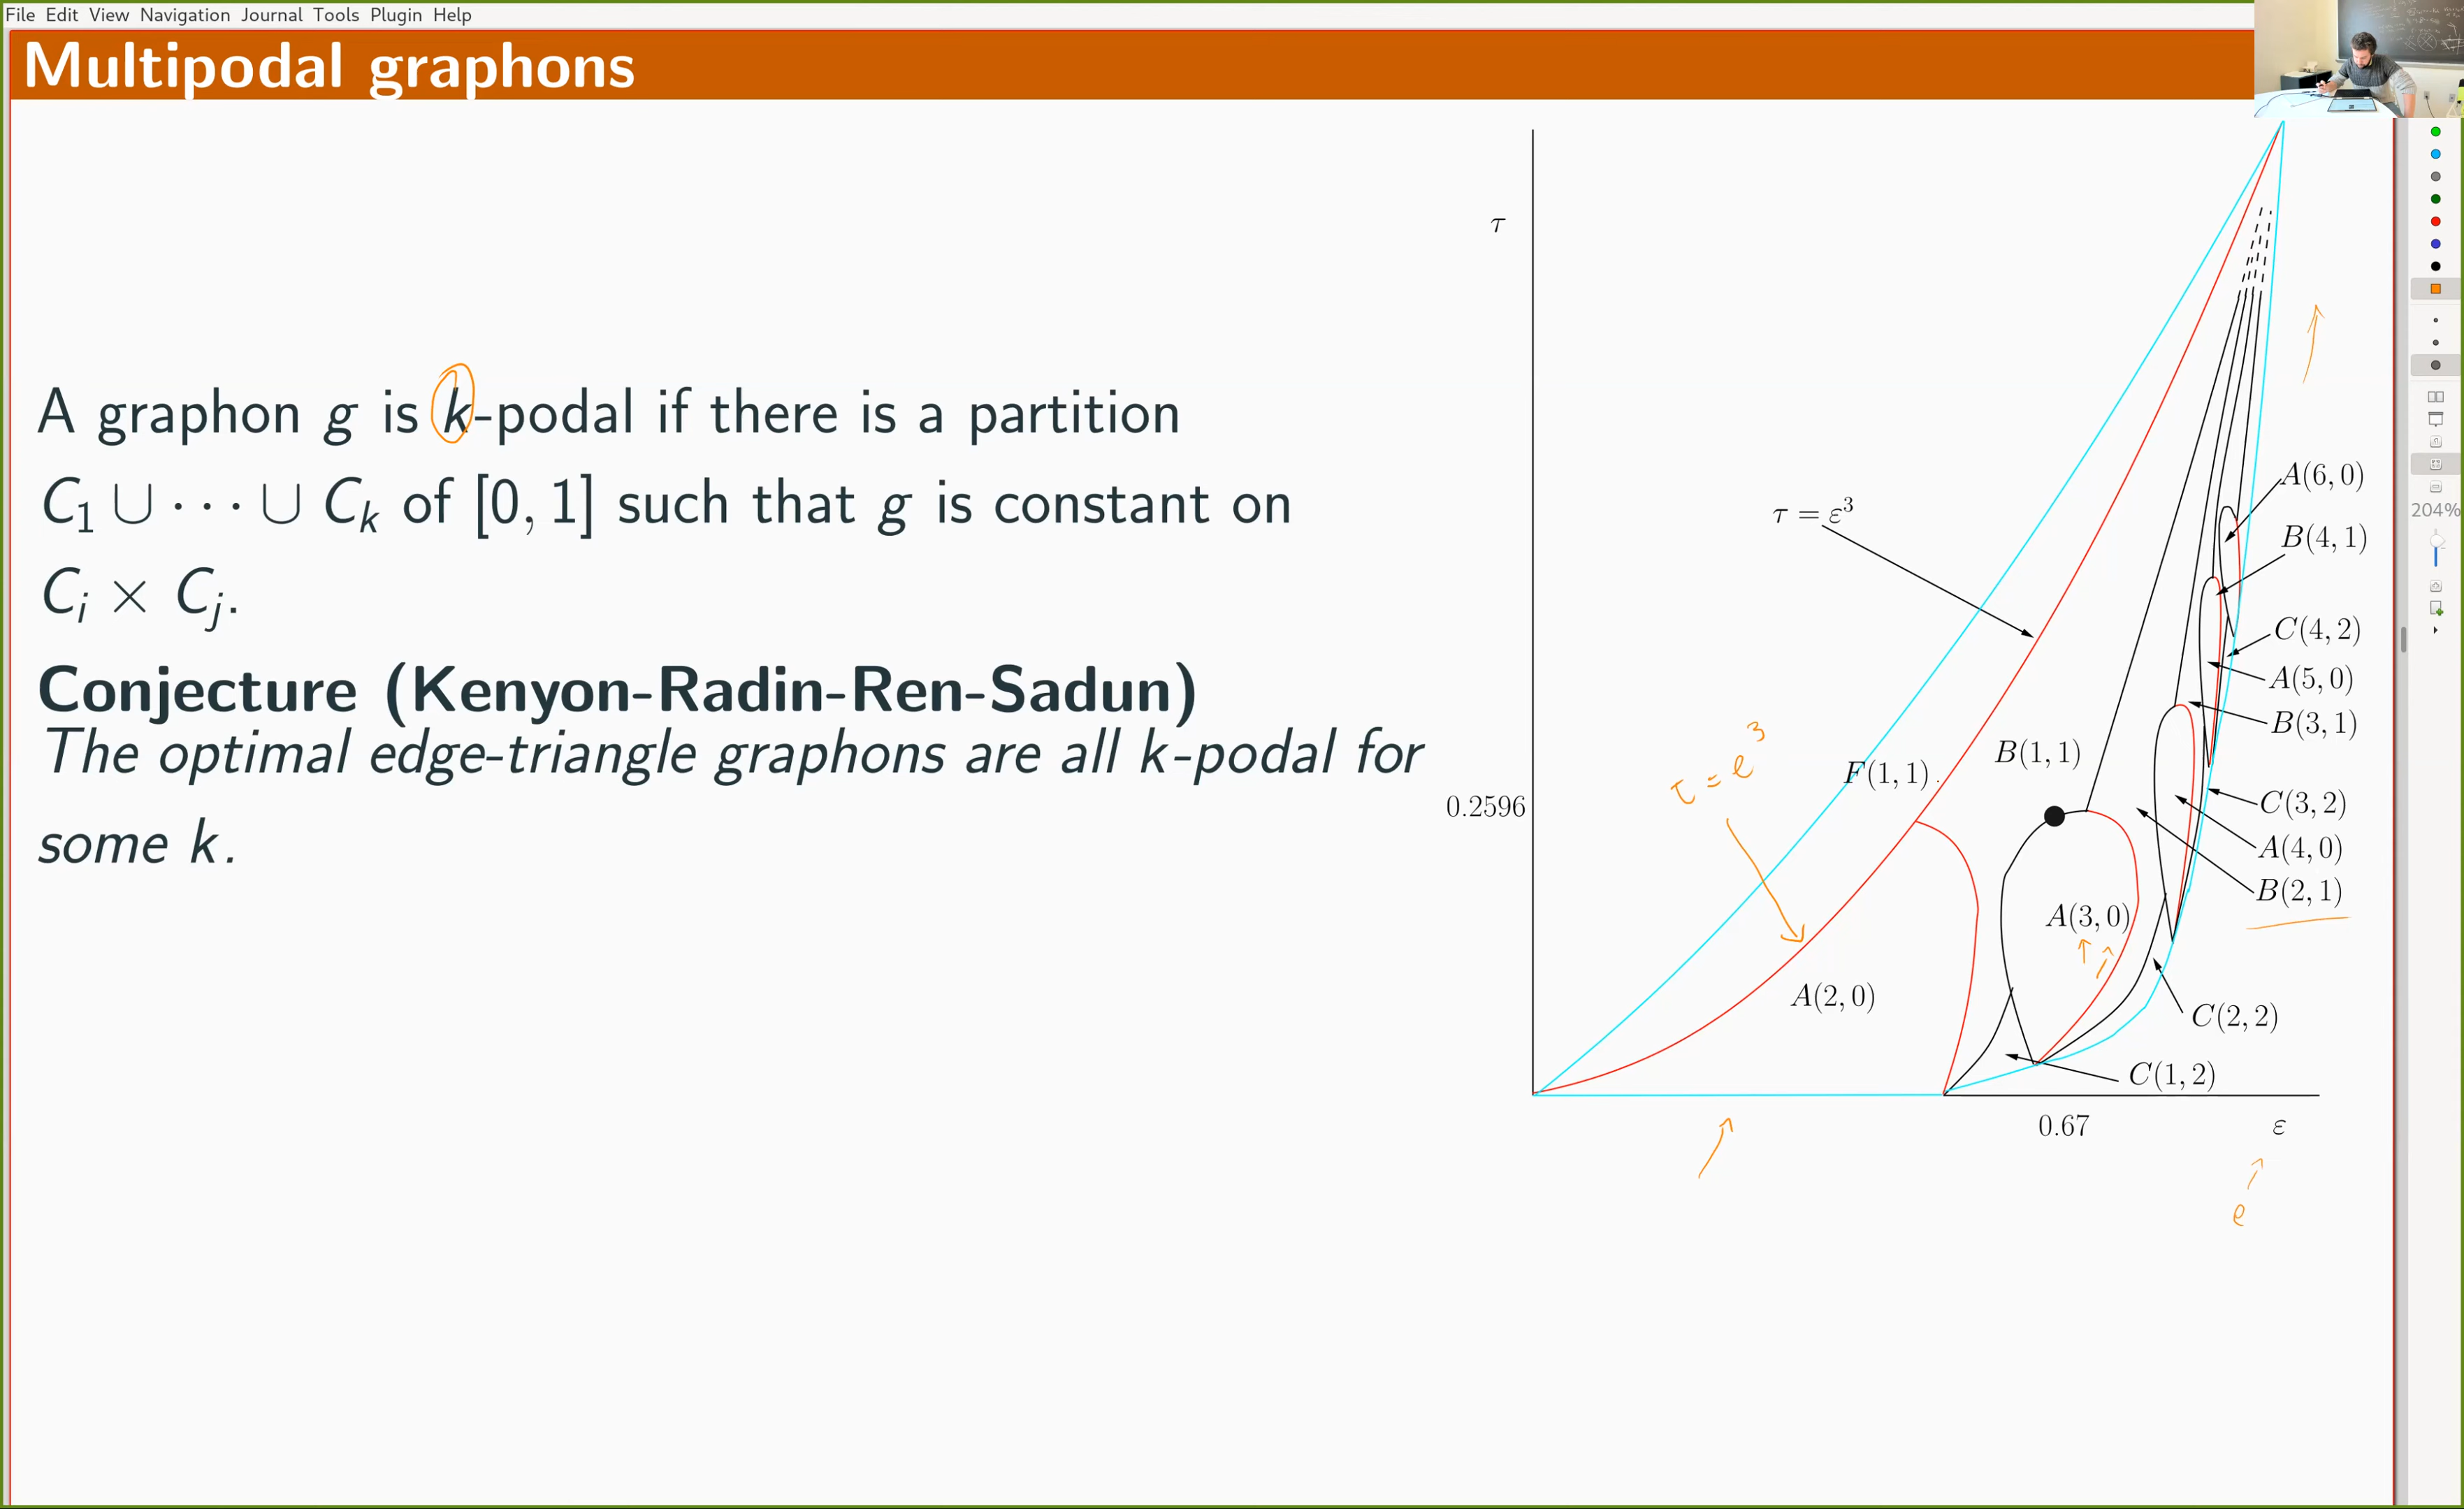 File Edit View Navigation Journal Tools Plugin Help
Multipodal graphons
A graphon g is k-podal if there is a partition
C₁ ∪ · · · ∪ Cₖ of [0, 1] such that g is constant on
Cᵢ × Cⱼ.
Conjecture (Kenyon-Radin-Ren-Sadun)
The optimal edge-triangle graphons are all k-podal for
some k.
τ
τ = ε³
0.2596
τ = e³
F(1, 1)
B(1, 1)
A(2, 0)
A(3, 0)
A(6, 0)
B(4, 1)
C(4, 2)
A(5, 0)
B(3, 1)
C(3, 2)
A(4, 0)
B(2, 1)
C(2, 2)
C(1, 2)
0.67
ε
e
204%